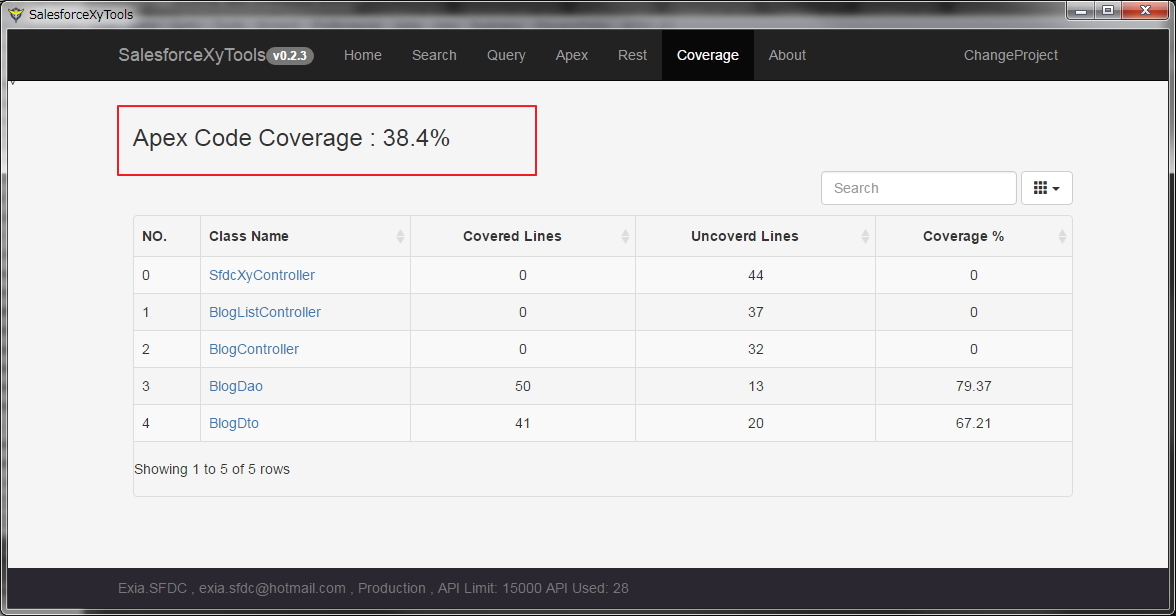 SalesforceXyTools
SalesforceXyTools v0.2.3 Home Search Query Apex Rest Coverage About ChangeProject
Apex Code Coverage : 38.4%
Search
NO. Class Name Covered Lines Uncoverd Lines Coverage %
0 SfdcXyController 0 44 0
1 BlogListController 0 37 0
2 BlogController 0 32 0
3 BlogDao 50 13 79.37
4 BlogDto 41 20 67.21
Showing 1 to 5 of 5 rows
Exia.SFDC , exia.sfdc@hotmail.com , Production , API Limit: 15000 API Used: 28